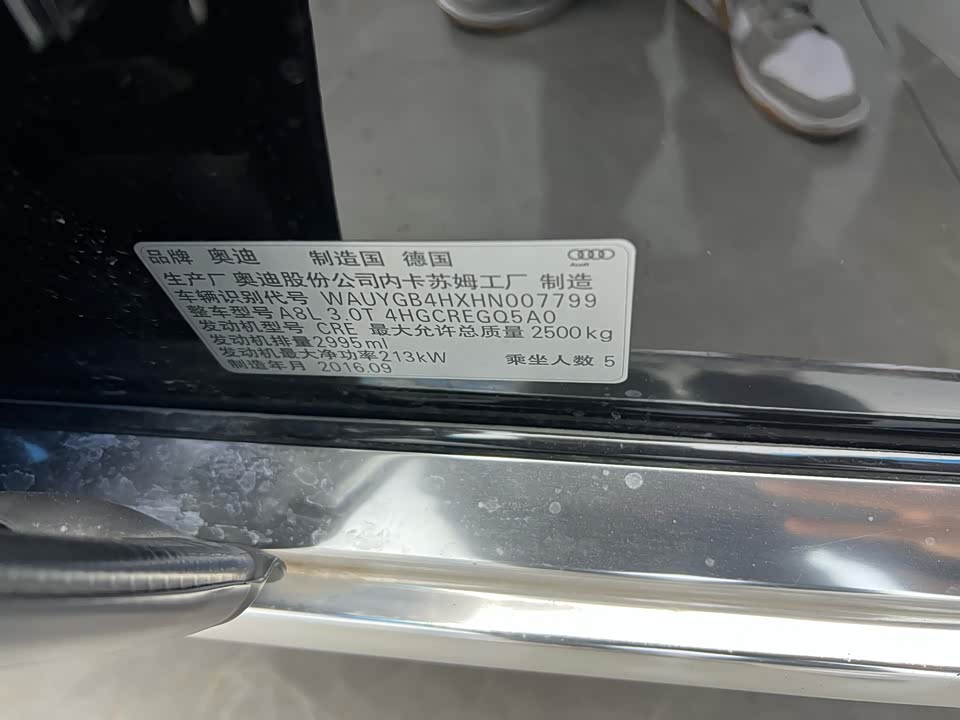 品牌 奥迪 制造国 德国
Audi
生产厂 奥迪股份公司内卡苏姆工厂 制造
车辆识别代号 WAUYGB4HXHN007799
整车型号 A8L 3.0T 4HGCREGQ5A0
发动机型号 CRE 最大允许总质量 2500kg
发动机排量2995ml
发动机最大净功率213kW 乘坐人数 5
制造年月 2016.09